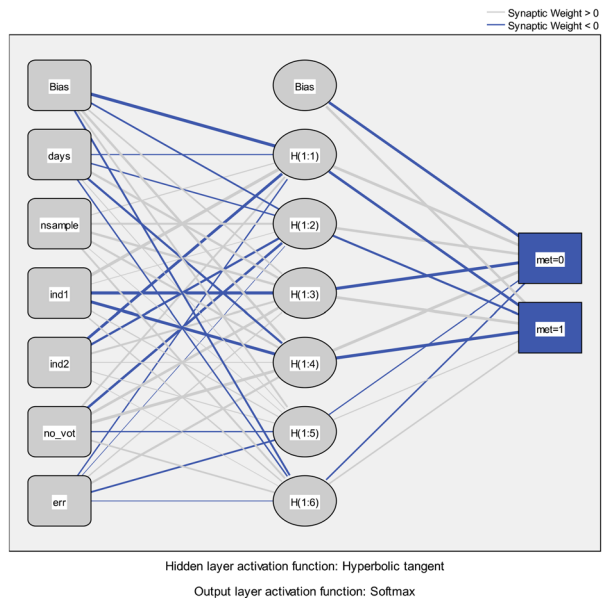 Synaptic Weight > 0
Synaptic Weight < 0
Bias
Bias
days
H(1:1)
nsample
H(1:2)
met=0
ind1
H(1:3)
met=1
ind2
H(1:4)
no_vot
H(1:5)
err
H(1:6)
Hidden layer activation function: Hyperbolic tangent
Output layer activation function: Softmax